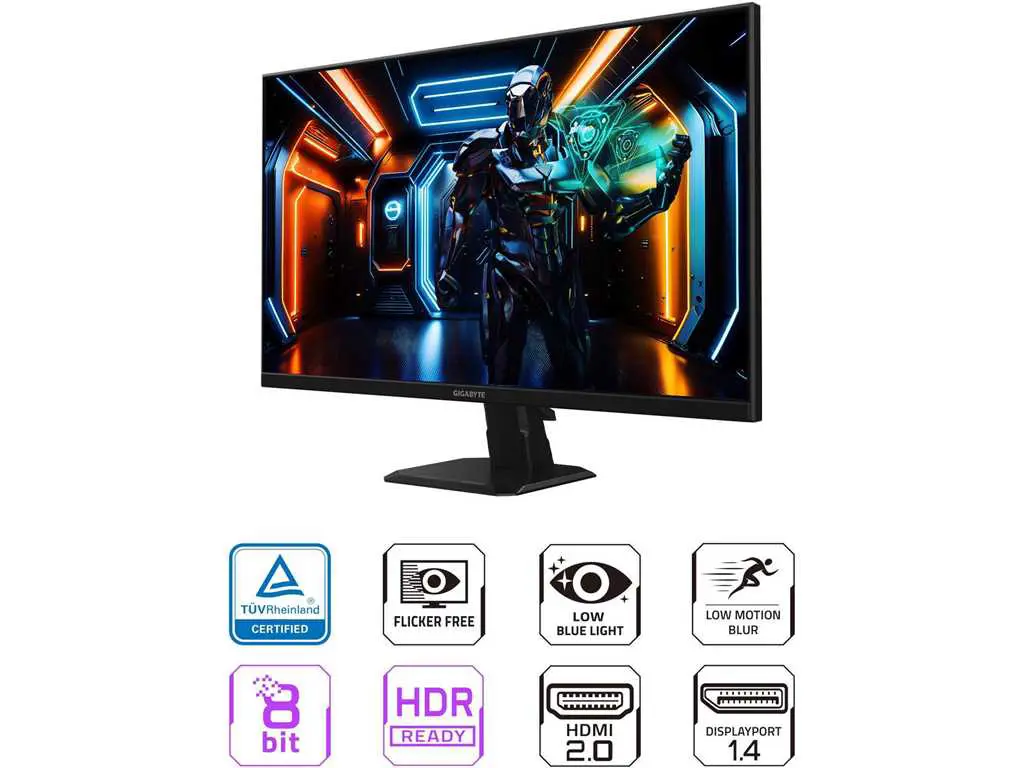 GIGABYTE
TÜVRheinland
CERTIFIED
FLICKER FREE
LOW
BLUE LIGHT
LOW MOTION
BLUR
8
bit
HDR
READY
HDMI
2.0
DISPLAYPORT
1.4